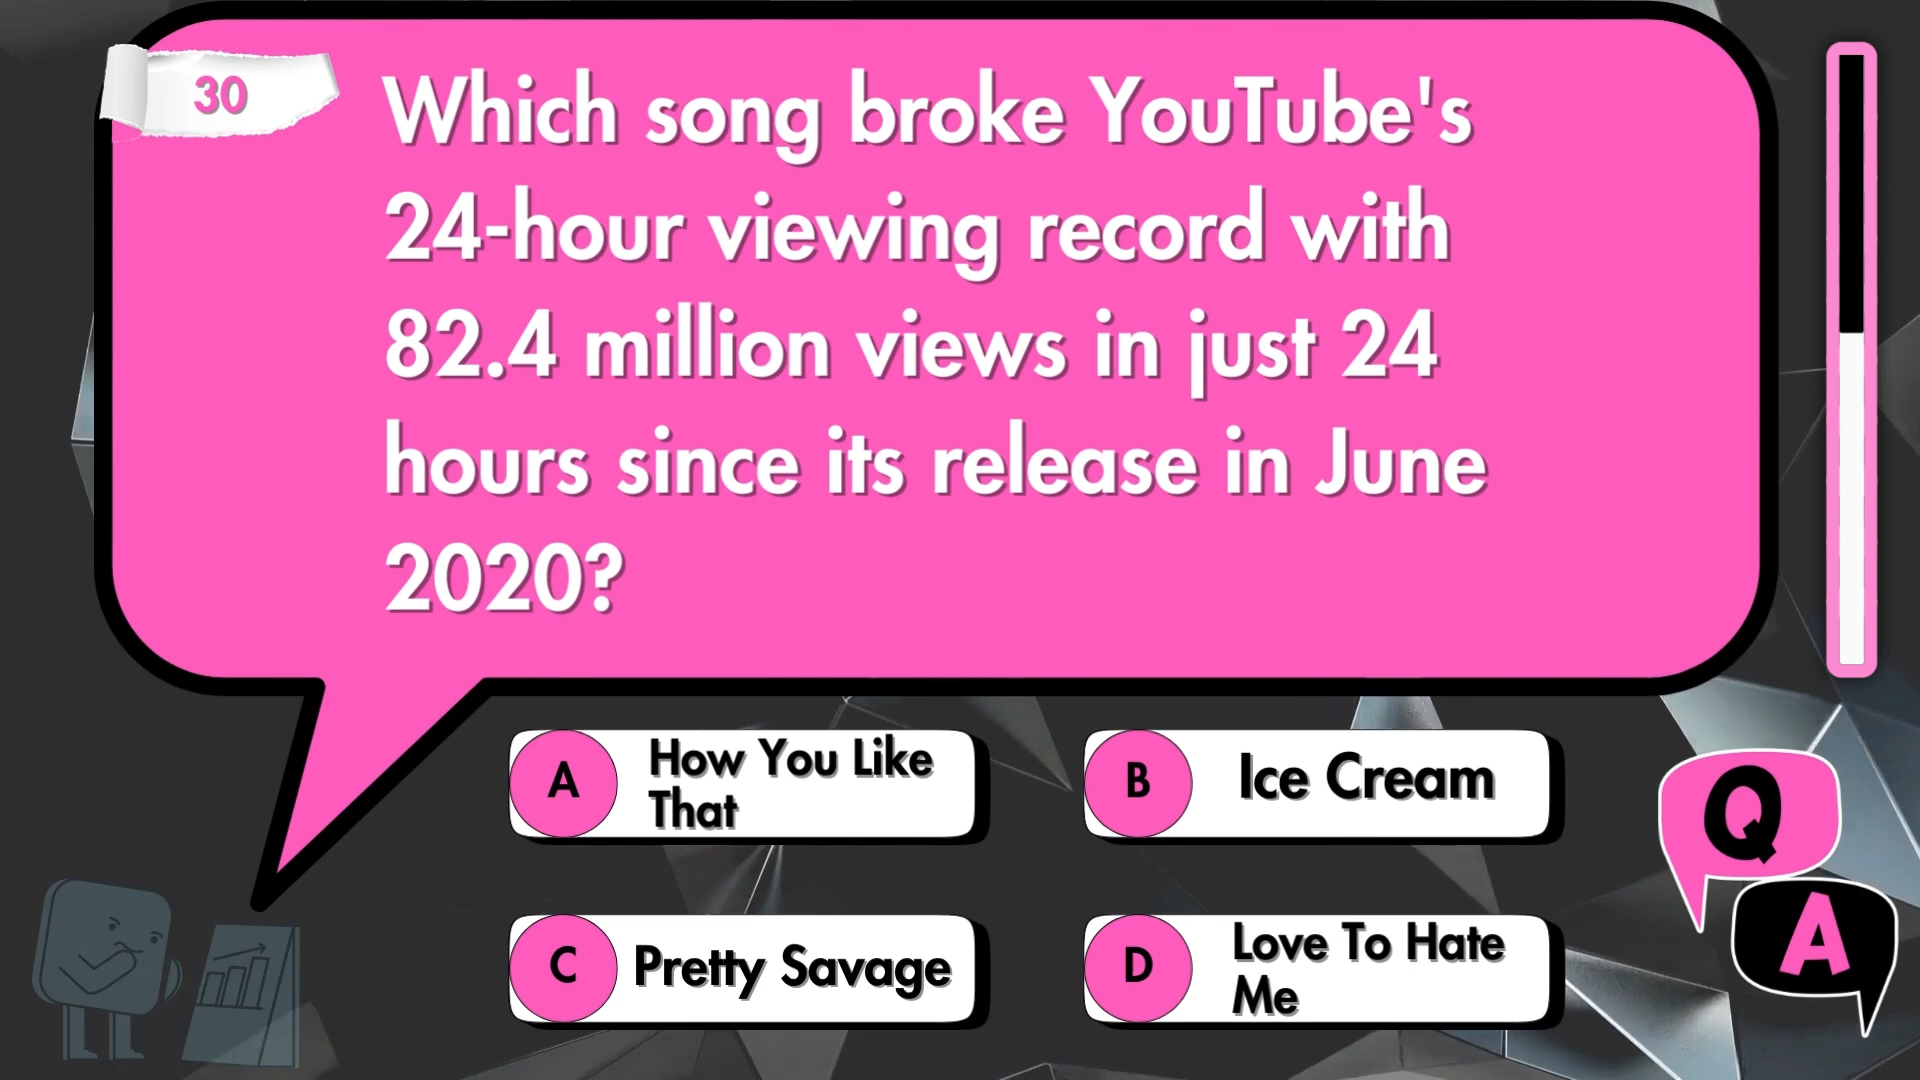 30
Which song broke YouTube's
24-hour viewing record with
82.4 million views in just 24
hours since its release in June
2020?
A
How You Like
That
B
Ice Cream
C
Pretty Savage
D
Love To Hate
Me
Q
A